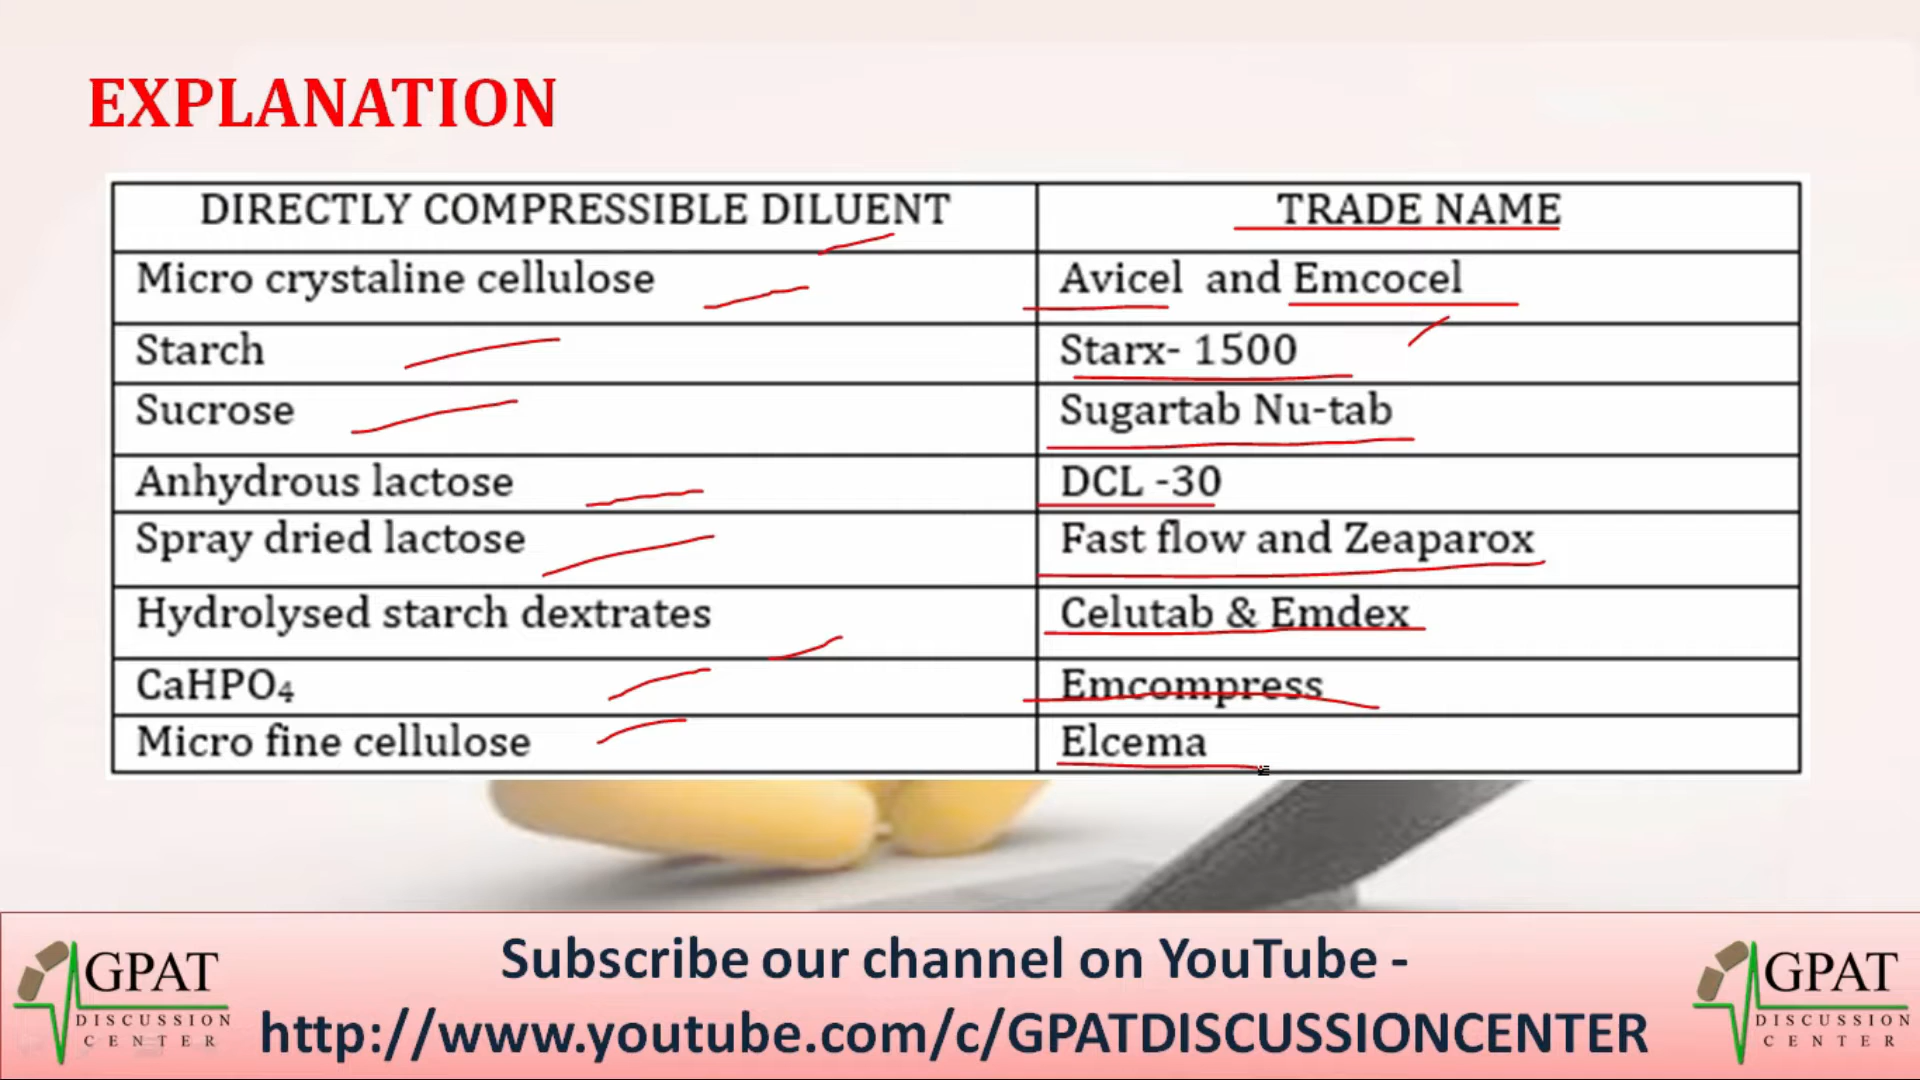 EXPLANATION
DIRECTLY COMPRESSIBLE DILUENT TRADE NAME
Micro crystaline cellulose Avicel and Emcocel
Starch Starx- 1500
Sucrose Sugartab Nu-tab
Anhydrous lactose DCL -30
Spray dried lactose Fast flow and Zeaparox
Hydrolysed starch dextrates Celutab & Emdex
CaHPO₄ Emcompress
Micro fine cellulose Elcema
Subscribe our channel on YouTube -
http://www.youtube.com/c/GPATDISCUSSIONCENTER
GPAT
DISCUSSION
CENTER
GPAT
DISCUSSION
CENTER